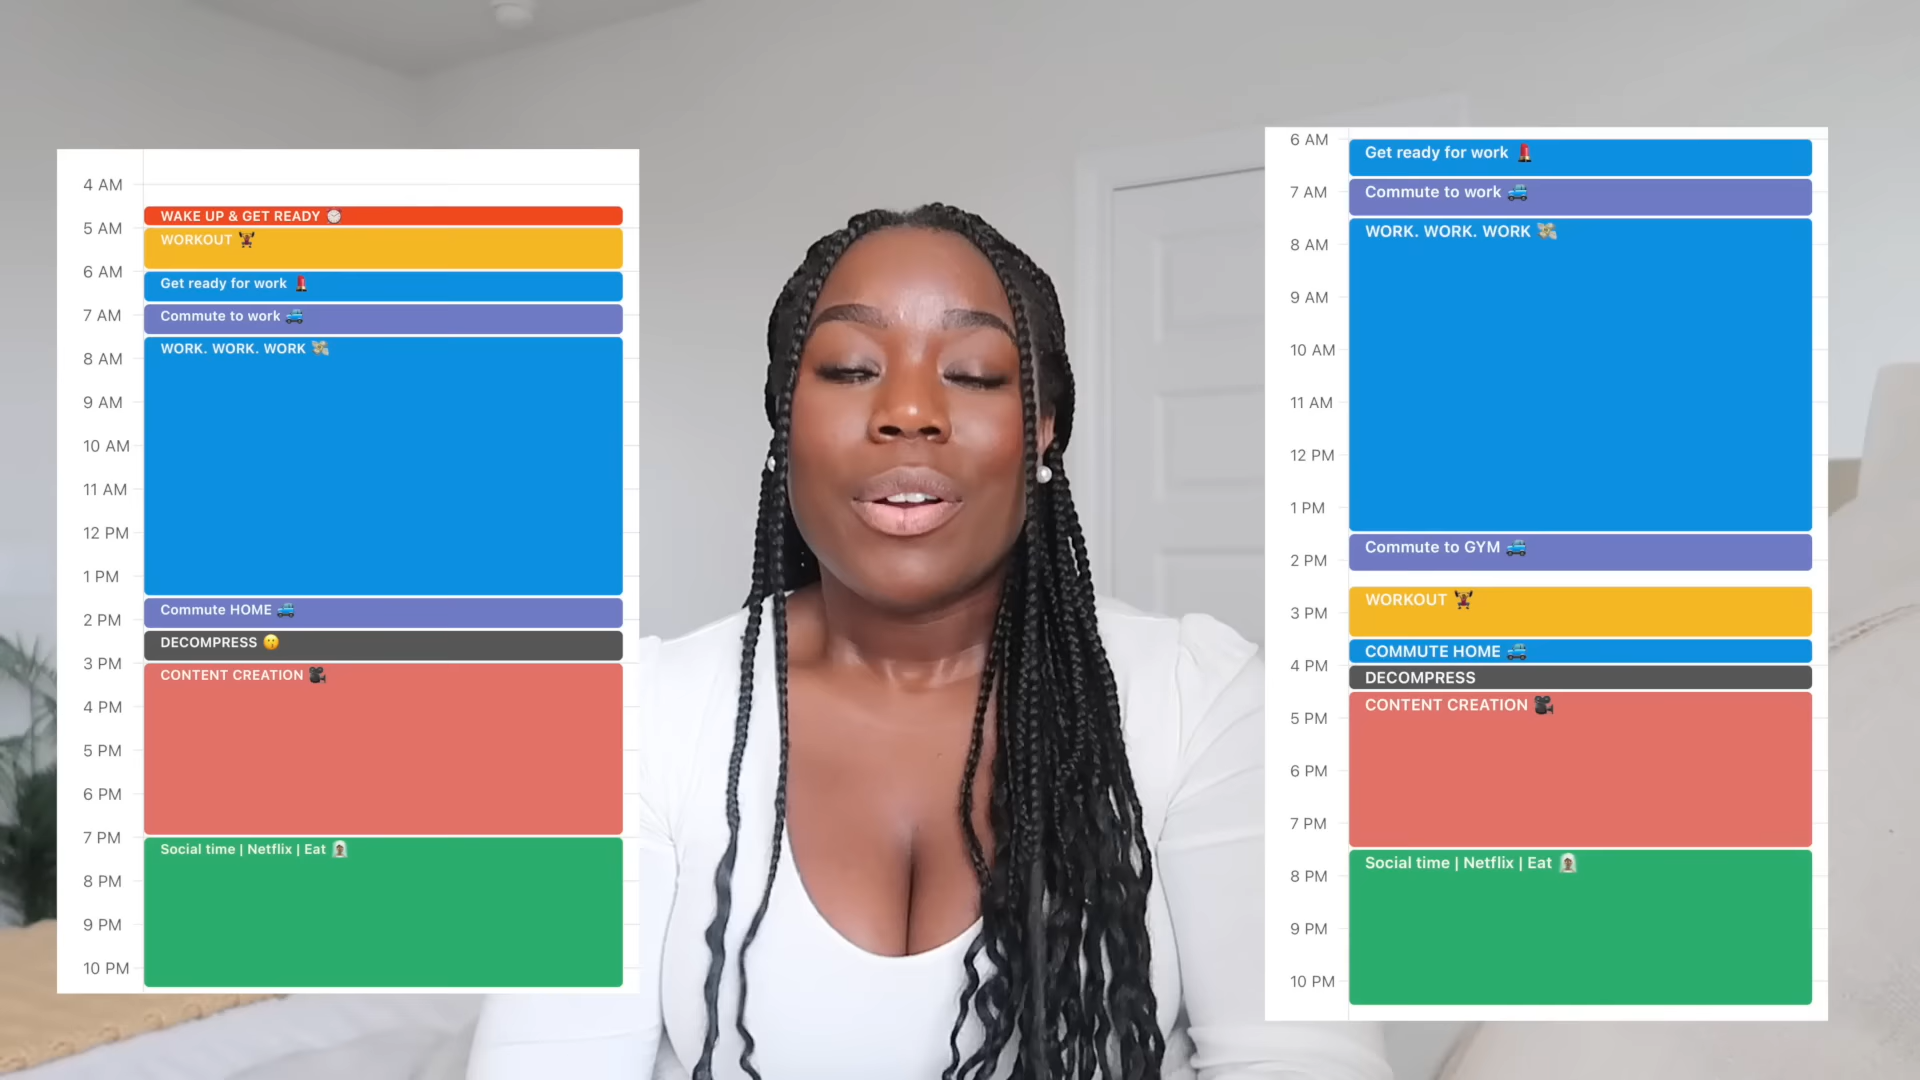 4 AM
WAKE UP & GET READY ⏰
5 AM
WORKOUT 🏋🏿‍♀️
6 AM
Get ready for work 💄
7 AM
Commute to work 🚙
WORK. WORK. WORK 💸
8 AM
9 AM
10 AM
11 AM
12 PM
1 PM
Commute HOME 🚙
2 PM
DECOMPRESS 😗
3 PM
CONTENT CREATION 🎥
4 PM
5 PM
6 PM
7 PM
Social time | Netflix | Eat
8 PM
9 PM
10 PM
6 AM
Get ready for work 💄
7 AM
Commute to work 🚙
WORK. WORK. WORK 💸
8 AM
9 AM
10 AM
11 AM
12 PM
1 PM
Commute to GYM 🚙
2 PM
WORKOUT 🏋🏿‍♀️
3 PM
COMMUTE HOME 🚙
4 PM
DECOMPRESS
CONTENT CREATION 🎥
5 PM
6 PM
7 PM
Social time | Netflix | Eat
8 PM
9 PM
10 PM